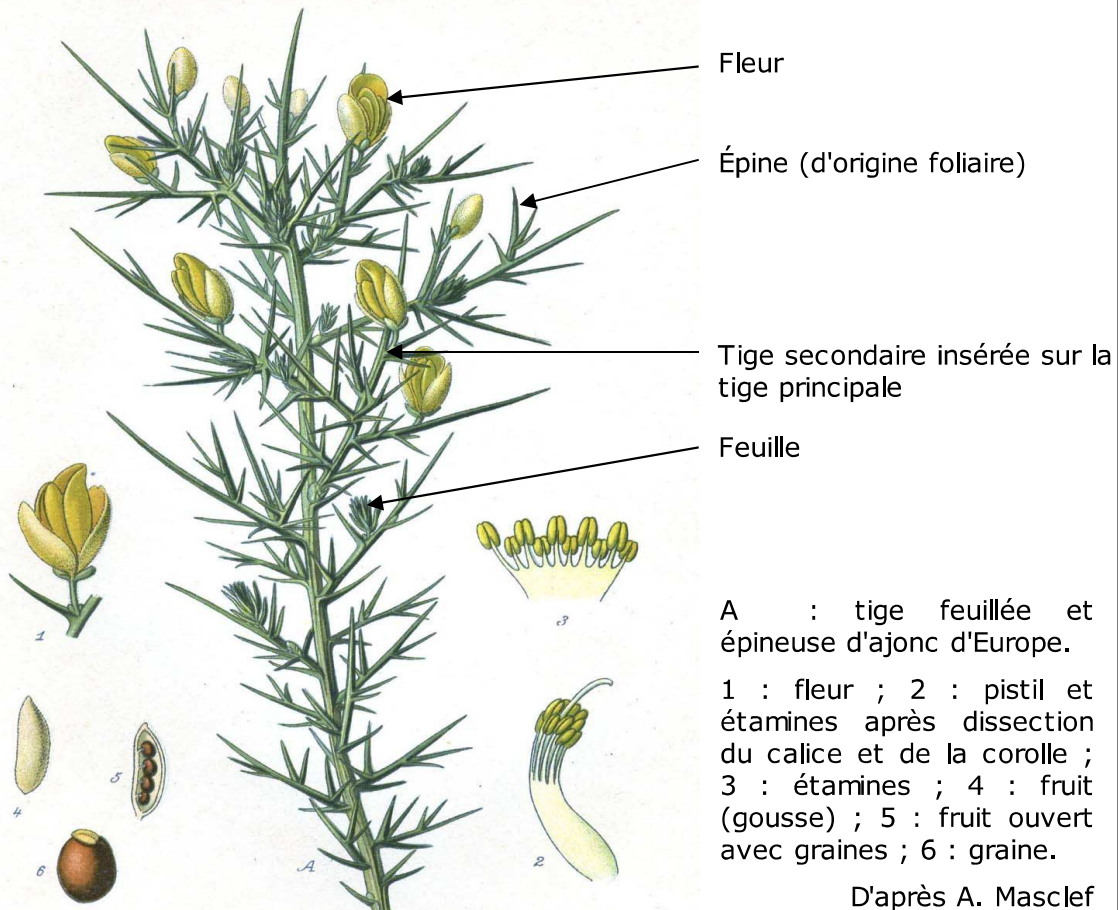 Fleur
Épine (d'origine foliaire)
Tige secondaire insérée sur la
tige principale
Feuille
A : tige feuillée et
épineuse d'ajonc d'Europe.
1 : fleur ; 2 : pistil et
étamines après dissection
du calice et de la corolle ;
3 : étamines ; 4 : fruit
(gousse) ; 5 : fruit ouvert
avec graines ; 6 : graine.
D'après A. Masclef
1
3
4
5
6
A
2